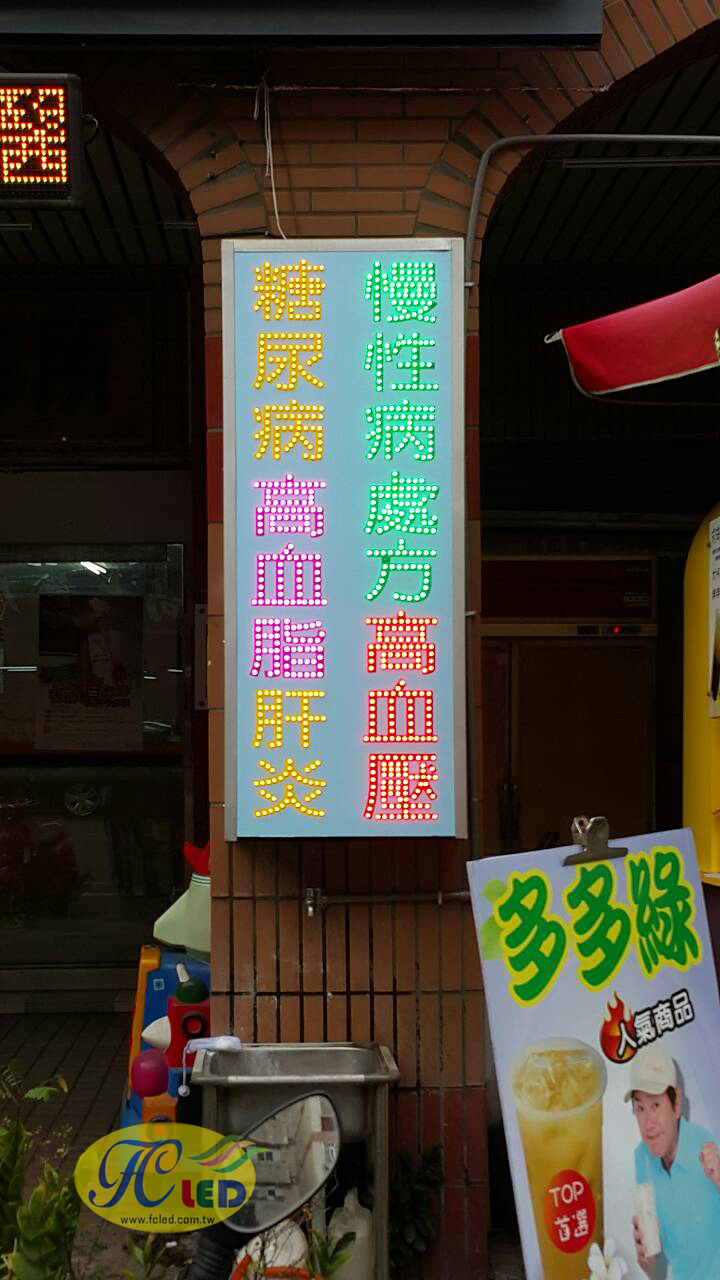 慢性病處方高血壓
糖尿病高血脂肝炎
多多綠
人氣商品
TOP
首選
FC LED
www.fcled.com.tw